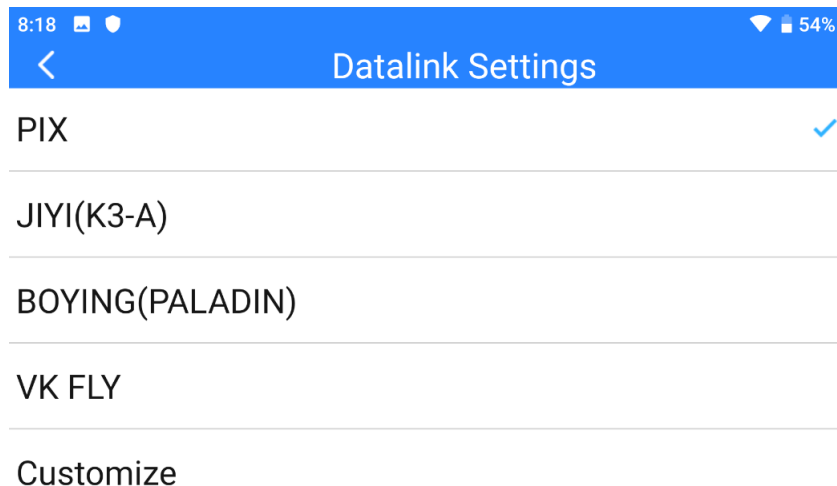 8:18 54%
Datalink Settings
PIX
JIYI(K3-A)
BOYING(PALADIN)
VK FLY
Customize